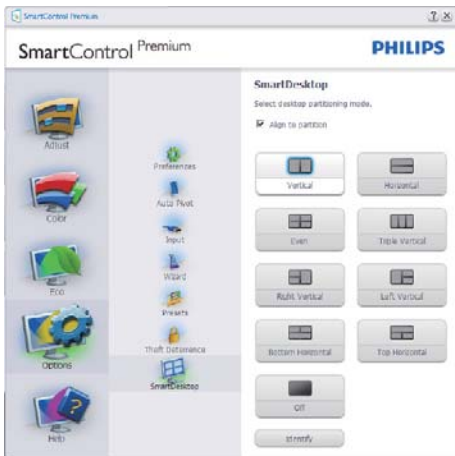 SmartControl Premium
SmartControl Premium
PHILIPS
Adjust
Color
Eco
Options
Help
Preferences
Auto Pivot
Input
Wizard
Presets
Theft Deterrence
SmartDesktop
SmartDesktop
Select desktop partitioning mode.
Align to partition
Vertical
Horizontal
Even
Triple Vertical
Right Vertical
Left Vertical
Bottom Horizontal
Top Horizontal
Off
Identify